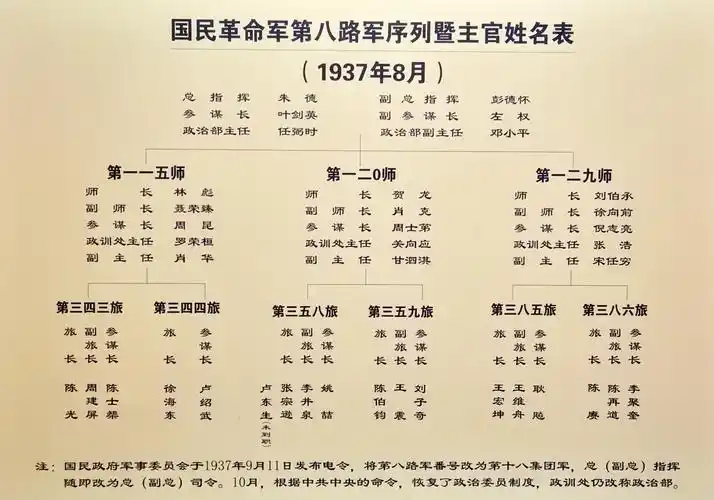 国民革命军第八路军序列暨主官姓名表
（1937年8月）
总指挥 朱德 副总指挥 彭德怀
参谋长 叶剑英 副参谋长 左权
政治部主任 任弼时 政治部副主任 邓小平
第一一五师
师长 林彪
副师长 聂荣臻
参谋长 周昆
政训处主任 罗荣桓
副主任 肖华
第一二0师
师长 贺龙
副师长 肖克
参谋长 周士第
政训处主任 关向应
副主任 甘泗淇
第一二九师
师长 刘伯承
副师长 徐向前
参谋长 倪志亮
政训处主任 张浩
副主任 宋任穷
第三四三旅
旅长 陈光
副旅长 周建屏
参谋长 陈士榘
第三四四旅
旅长 徐海东
参谋长 卢绍武
第三五八旅
旅长
副旅长
参谋长
卢东生（未到职）
张宗逊
李井泉
姚喆
第三五九旅
旅长 陈伯钧
副旅长 王震
参谋长 刘子奇
第三八五旅
旅长 王宏坤
副旅长 王维舟
参谋长 耿飚
第三八六旅
旅长 陈赓
副旅长 陈再道
参谋长 李聚奎
注：国民政府军事委员会于1937年9月11日发布电令，将第八路军番号改为第十八集团军，总（副总）指挥
随即改为总（副总）司令。10月，根据中共中央的命令，恢复了政治委员制度，政训处仍改称政治部。